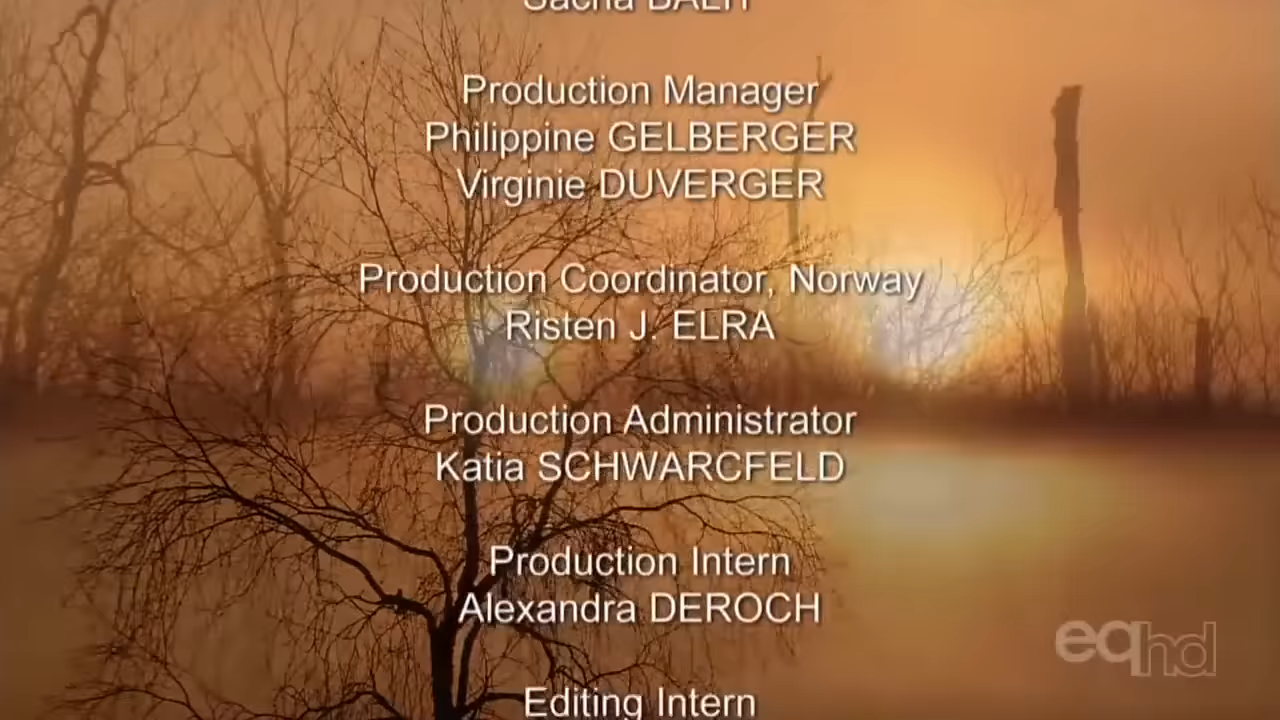 Production Manager
Philippine GELBERGER
Virginie DUVERGER
Production Coordinator, Norway
Risten J. ELRA
Production Administrator
Katia SCHWARCFELD
Production Intern
Alexandra DEROCH
eqhd
Editing Intern